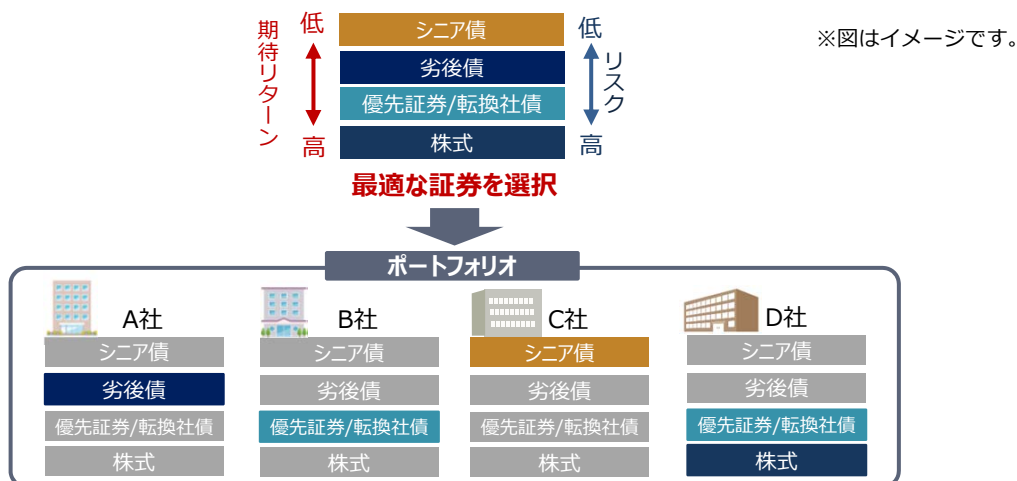 期待リターン
低
高
シニア債
劣後債
優先証券/転換社債
株式
低
高
リスク
※図はイメージです。
最適な証券を選択
ポートフォリオ
A社
シニア債
劣後債
優先証券/転換社債
株式
B社
シニア債
劣後債
優先証券/転換社債
株式
C社
シニア債
劣後債
優先証券/転換社債
株式
D社
シニア債
劣後債
優先証券/転換社債
株式